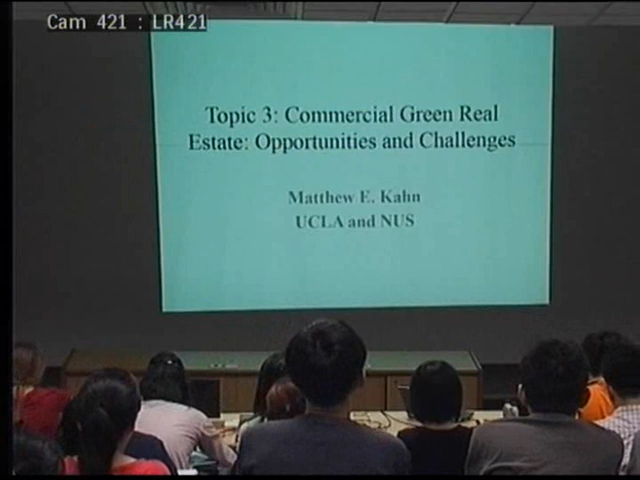 Cam 421 : LR421
Topic 3: Commercial Green Real
Estate: Opportunities and Challenges
Matthew E. Kahn
UCLA and NUS